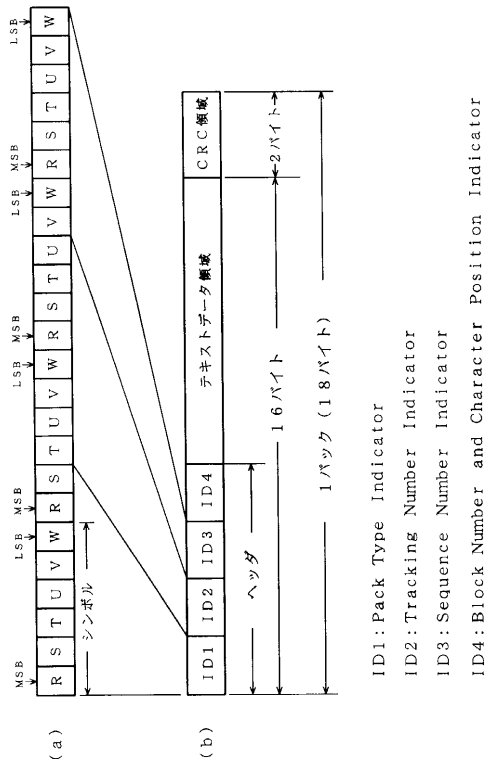 MSB LSB MSB LSB MSB LSB MSB LSB
(a) R S T U V W R S T U V W R S T U V W R S T U V W
シンボル
(b) ID1 ID2 ID3 ID4 テキストデータ領域 CRC領域
ヘッダ
16バイト 2バイト
1パック(18バイト)
ID1:Pack Type Indicator
ID2:Tracking Number Indicator
ID3:Sequence Number Indicator
ID4:Block Number and Character Position Indicator